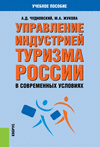 УЧЕБНОЕ ПОСОБИЕ
А.Д. ЧУДНОВСКИЙ, М.А. ЖУКОВА
УПРАВЛЕНИЕ
ИНДУСТРИЕЙ
ТУРИЗМА
РОССИИ
В СОВРЕМЕННЫХ УСЛОВИЯХ